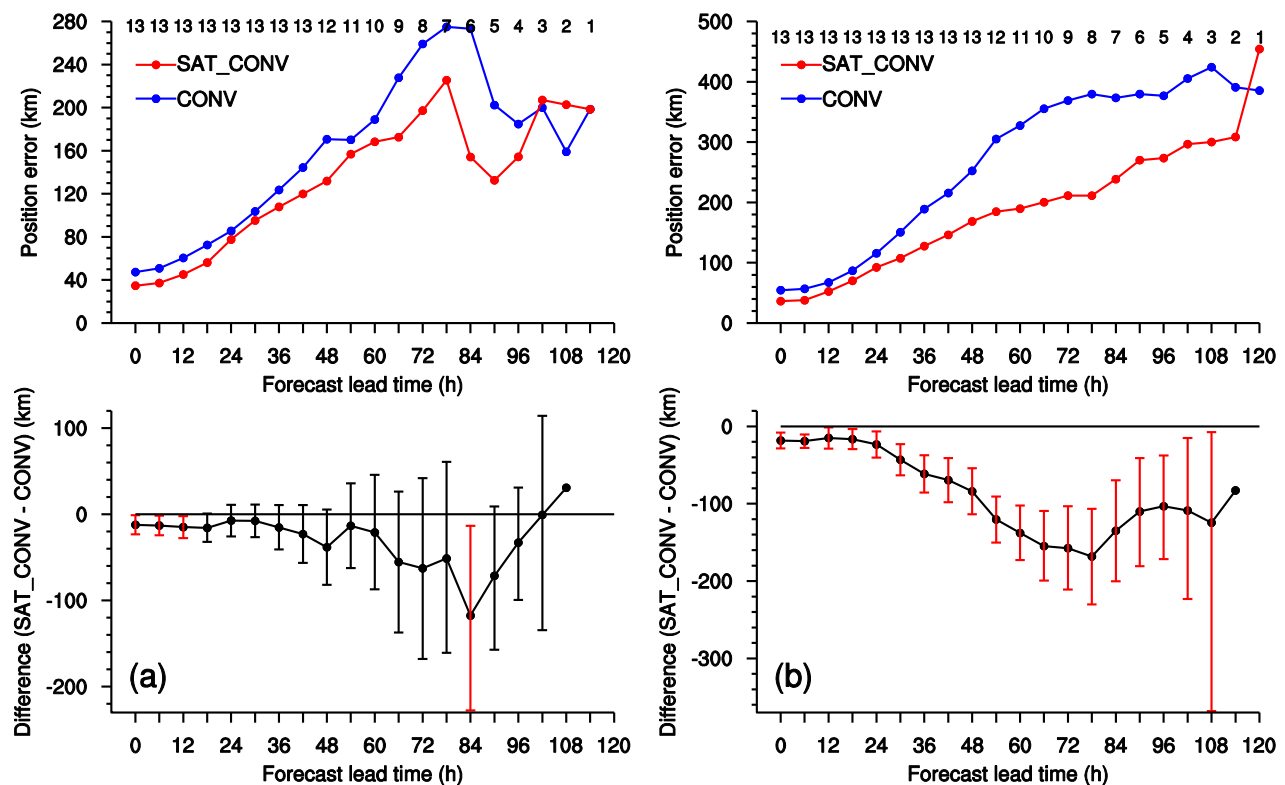 280
240
200
160
120
80
40
0
Position error (km)
13 13 13 13 13 13 13 13 12 11 10 9 8 7 6 5 4 3 2 1
SAT_CONV
CONV
0 12 24 36 48 60 72 84 96 108 120
Forecast lead time (h)
500
400
300
200
100
0
Position error (km)
13 13 13 13 13 13 13 13 13 12 11 10 9 8 7 6 5 4 3 2 1
SAT_CONV
CONV
0 12 24 36 48 60 72 84 96 108 120
Forecast lead time (h)
100
0
-100
-200
Difference (SAT_CONV - CONV) (km)
(a)
0 12 24 36 48 60 72 84 96 108 120
Forecast lead time (h)
0
-100
-200
-300
Difference (SAT_CONV - CONV) (km)
(b)
0 12 24 36 48 60 72 84 96 108 120
Forecast lead time (h)